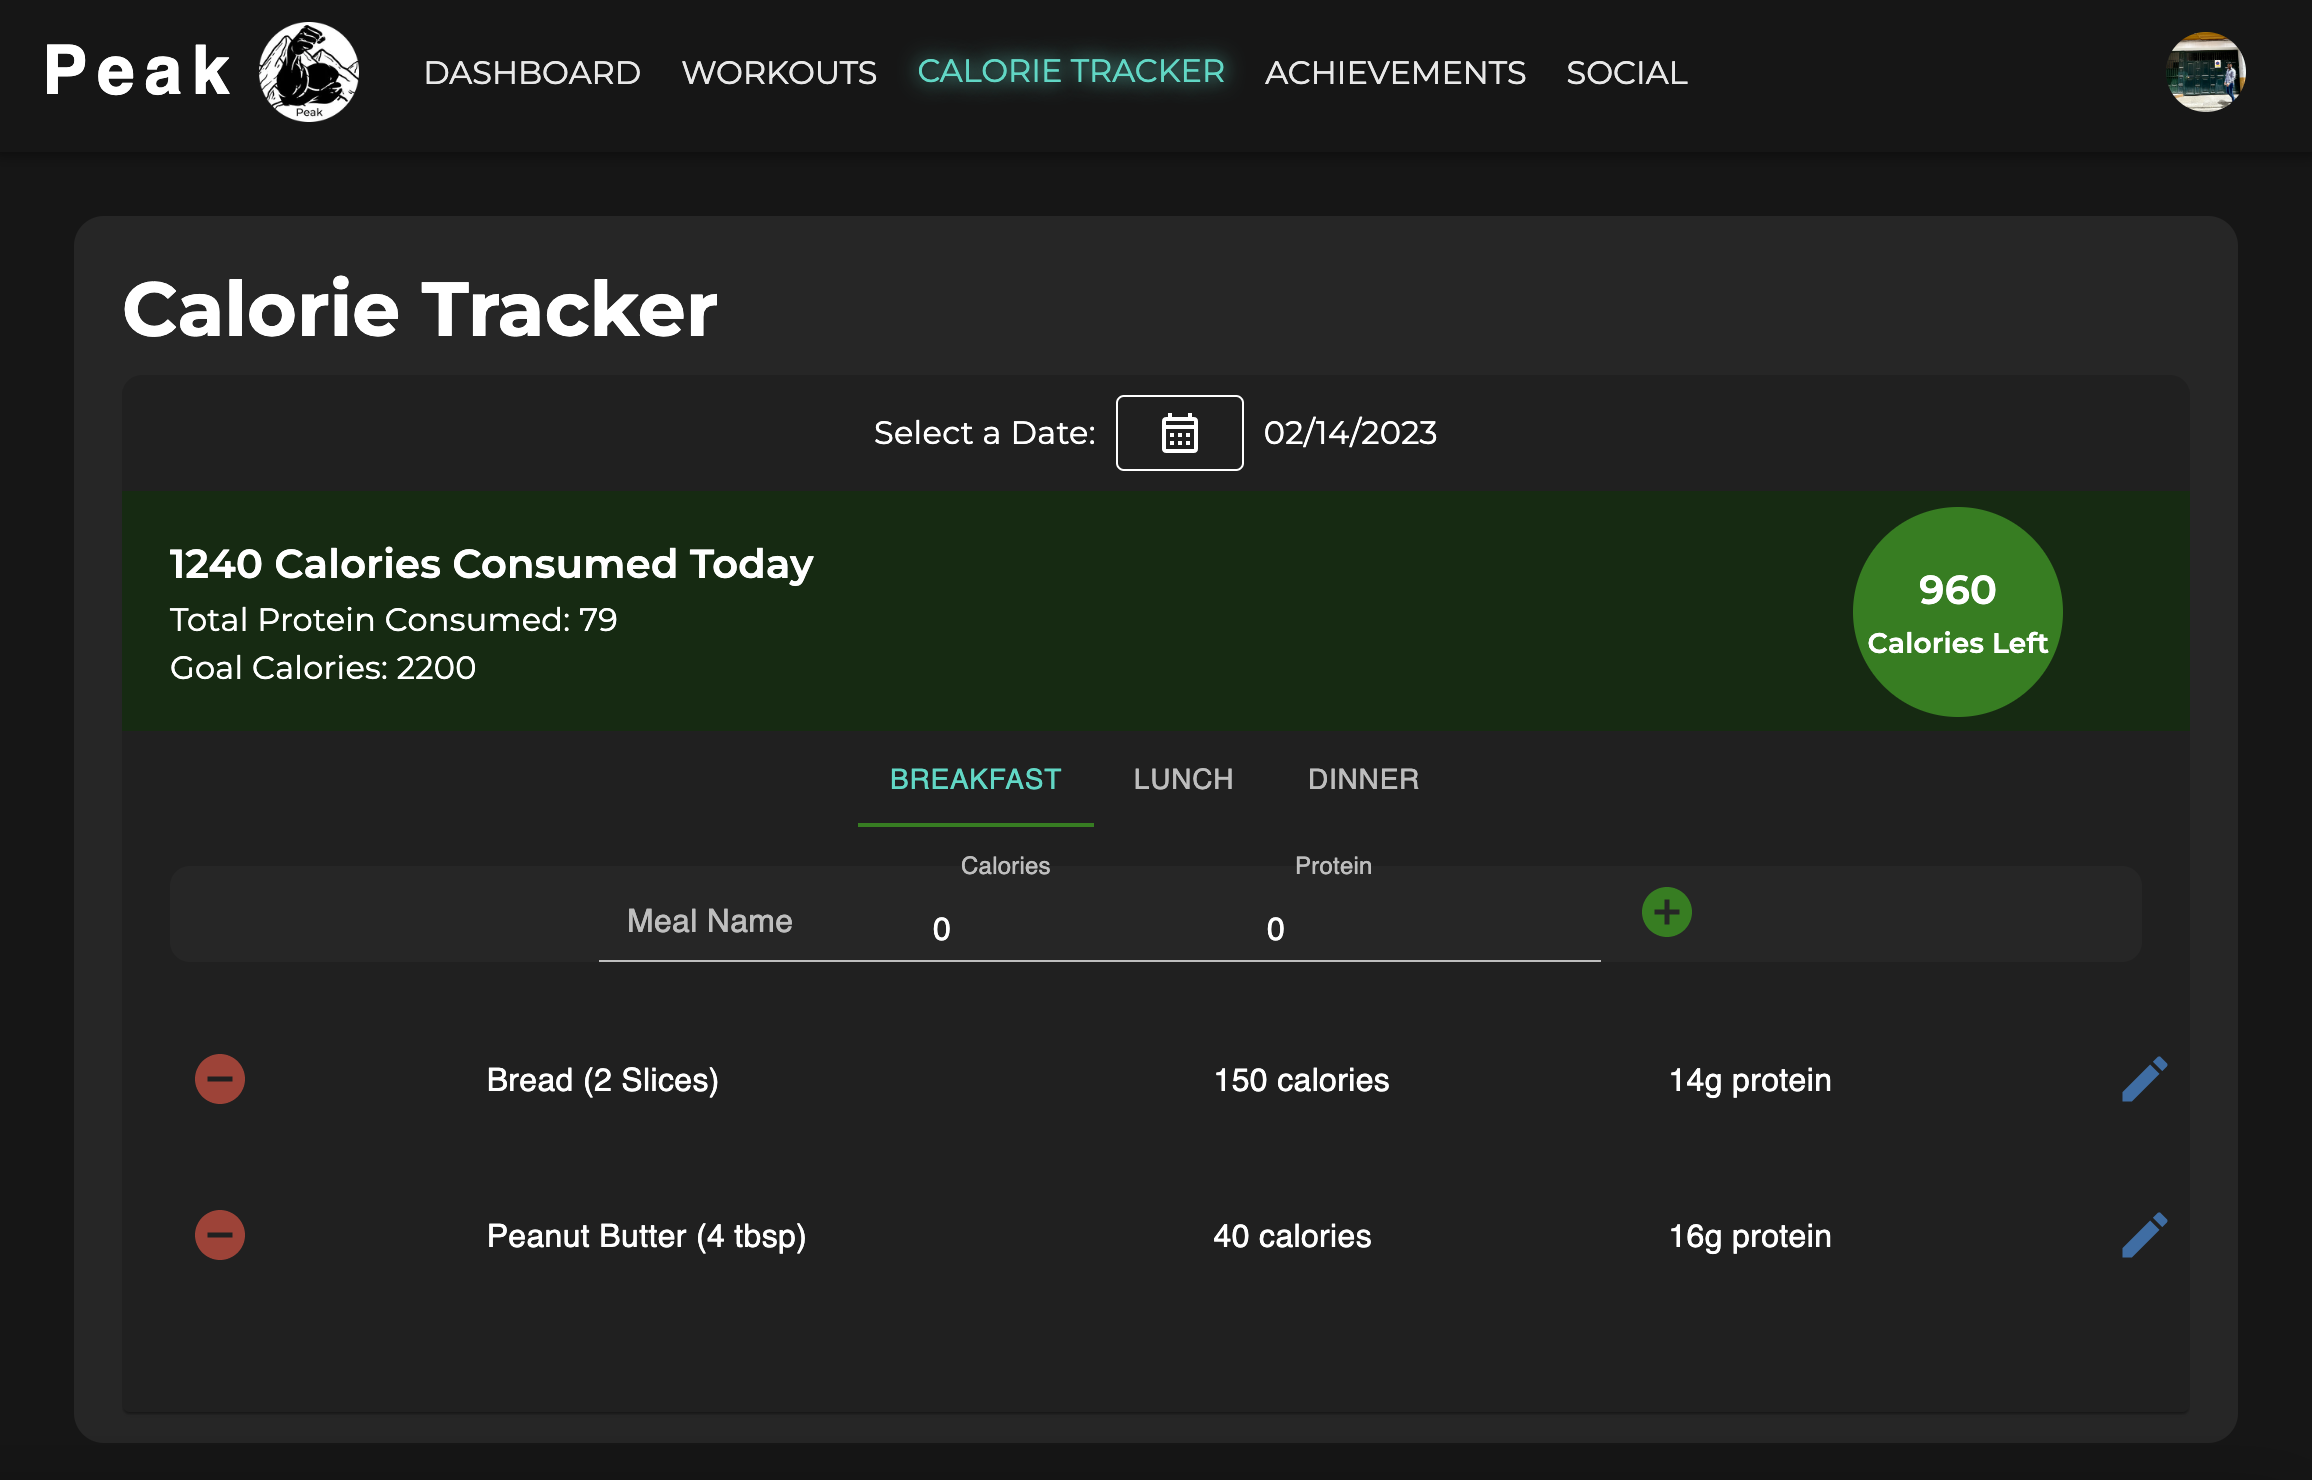 Peak
Peak
DASHBOARD WORKOUTS CALORIE TRACKER ACHIEVEMENTS SOCIAL
Calorie Tracker
Select a Date: 02/14/2023
1240 Calories Consumed Today
Total Protein Consumed: 79
Goal Calories: 2200
960
Calories Left
BREAKFAST LUNCH DINNER
Calories Protein
Meal Name 0 0
Bread (2 Slices) 150 calories 14g protein
Peanut Butter (4 tbsp) 40 calories 16g protein